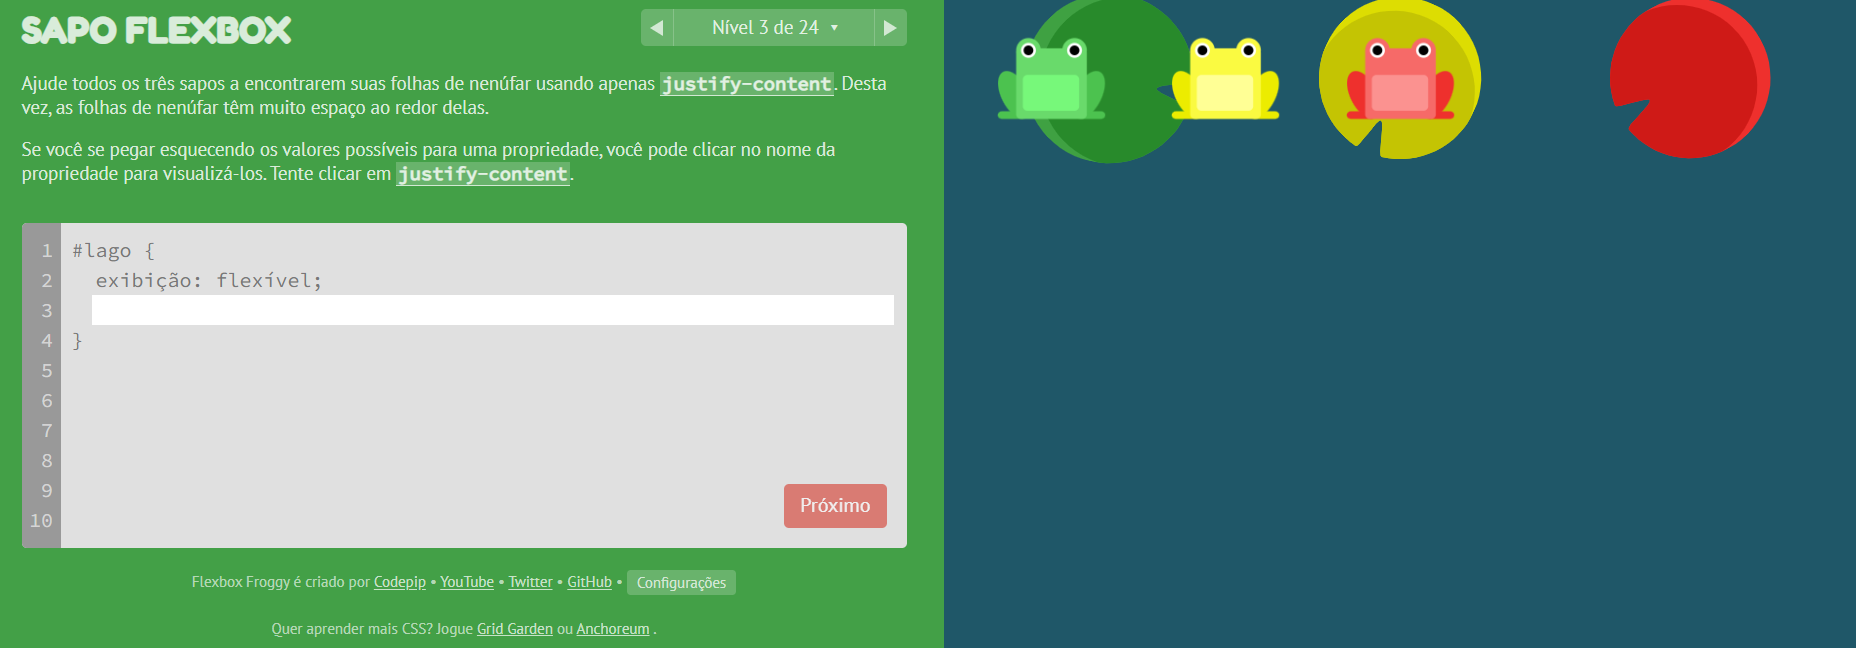 SAPO FLEXBOX
Nível 3 de 24
Ajude todos os três sapos a encontrarem suas folhas de nenúfar usando apenas justify-content. Desta
vez, as folhas de nenúfar têm muito espaço ao redor delas.
Se você se pegar esquecendo os valores possíveis para uma propriedade, você pode clicar no nome da
propriedade para visualizá-los. Tente clicar em justify-content.
1 #lago {
2 exibição: flexível;
3
4 }
5
6
7
8
9
10
Próximo
Flexbox Froggy é criado por Codepip • YouTube • Twitter • GitHub • Configurações
Quer aprender mais CSS? Jogue Grid Garden ou Anchoreum .